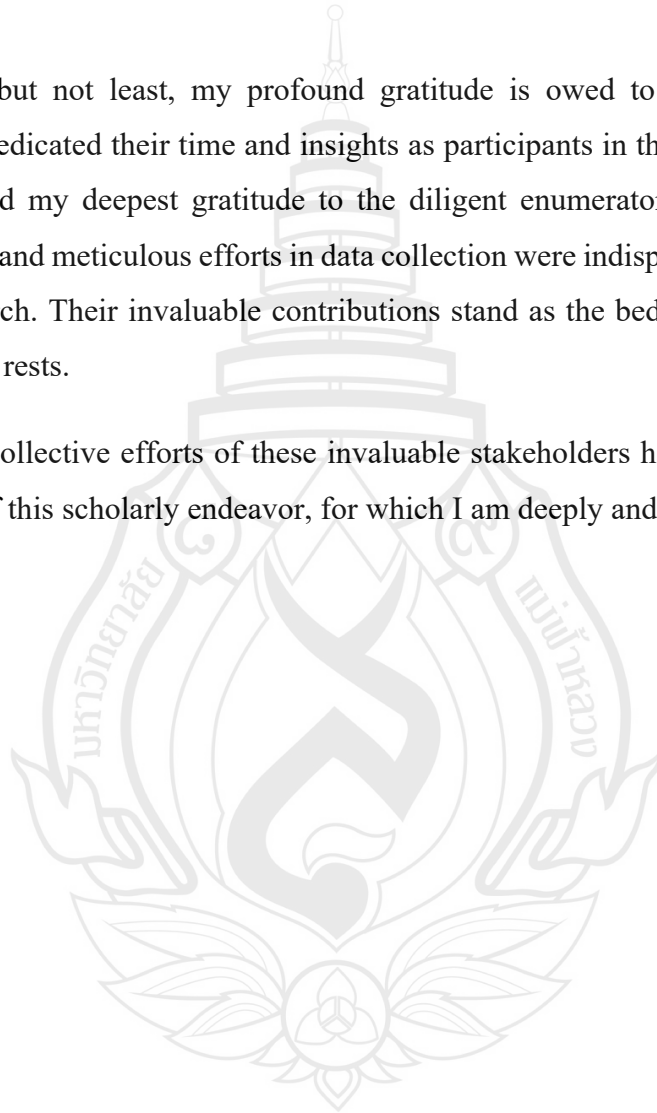 but not least, my profound gratitude is owed to
edicated their time and insights as participants in th
d my deepest gratitude to the diligent enumerator
and meticulous efforts in data collection were indisp
ch. Their invaluable contributions stand as the bed
rests.
ollective efforts of these invaluable stakeholders h
f this scholarly endeavor, for which I am deeply and
๑ ๙
มหาวิทยาลัย แม่ฟ้าหลวง